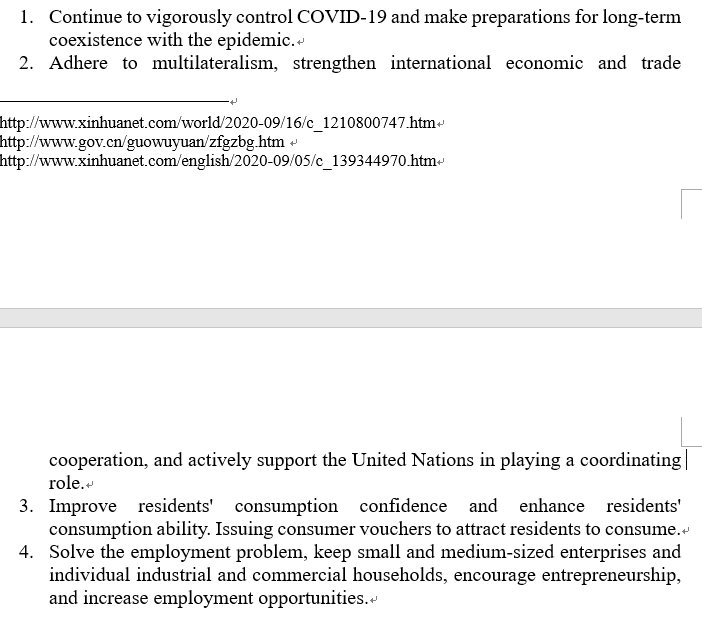 1. Continue to vigorously control COVID-19 and make preparations for long-term
coexistence with the epidemic.
2. Adhere to multilateralism, strengthen international economic and trade
http://www.xinhuanet.com/world/2020-09/16/c_1210800747.htm
http://www.gov.cn/guowuyuan/zfgzbg.htm
http://www.xinhuanet.com/english/2020-09/05/c_139344970.htm
cooperation, and actively support the United Nations in playing a coordinating
role.
3. Improve residents' consumption confidence and enhance residents'
consumption ability. Issuing consumer vouchers to attract residents to consume.
4. Solve the employment problem, keep small and medium-sized enterprises and
individual industrial and commercial households, encourage entrepreneurship,
and increase employment opportunities.